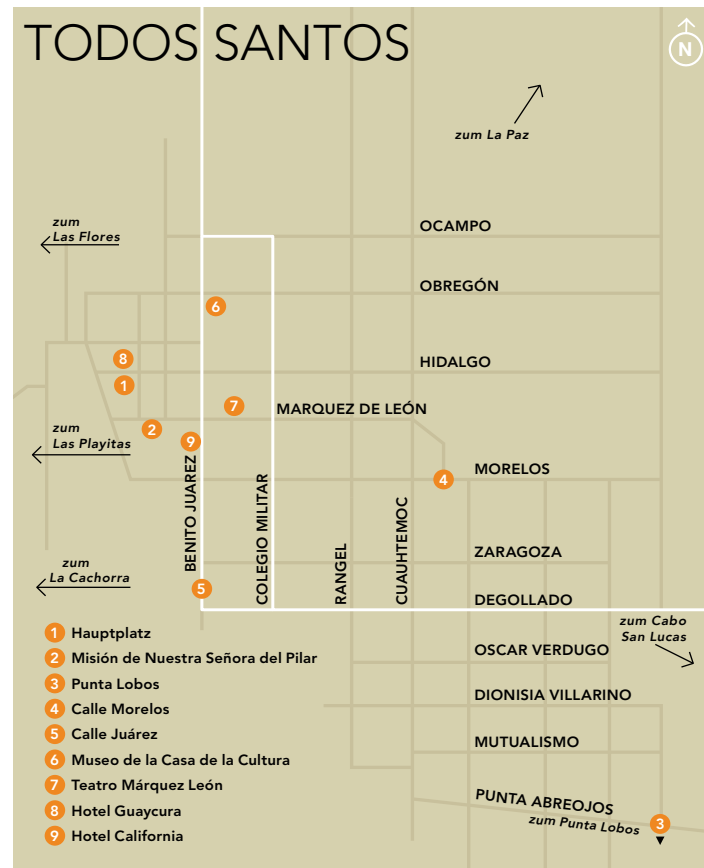 TODOS SANTOS
N
zum La Paz
zum
Las Flores
OCAMPO
OBREGÓN
6
8
HIDALGO
1
7
MARQUEZ DE LEÓN
2
zum
Las Playitas
9
MORELOS
4
BENITO JUAREZ
COLEGIO MILITAR
RANGEL
CUAUHTEMOC
ZARAGOZA
zum
La Cachorra
5
DEGOLLADO
zum Cabo
San Lucas
OSCAR VERDUGO
DIONISIA VILLARINO
MUTUALISMO
PUNTA ABREOJOS
zum Punta Lobos
3
1 Hauptplatz
2 Misión de Nuestra Señora del Pilar
3 Punta Lobos
4 Calle Morelos
5 Calle Juárez
6 Museo de la Casa de la Cultura
7 Teatro Márquez León
8 Hotel Guaycura
9 Hotel California